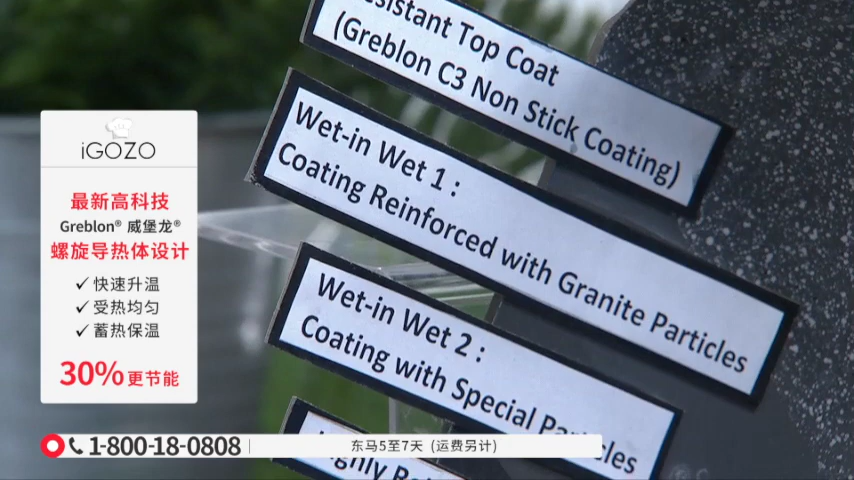 Top Coat
(Greblon C3 Non Stick Coating)
Wet-in Wet 1 :
Coating Reinforced with Granite Particles
Wet-in Wet 2 :
Coating with Special
iGOZO
最新高科技
Greblon® 威堡龙®
螺旋导热体设计
✓ 快速升温
✓ 受热均匀
✓ 蓄热保温
30%更节能
1-800-18-0808
东马5至7天 (运费另计)